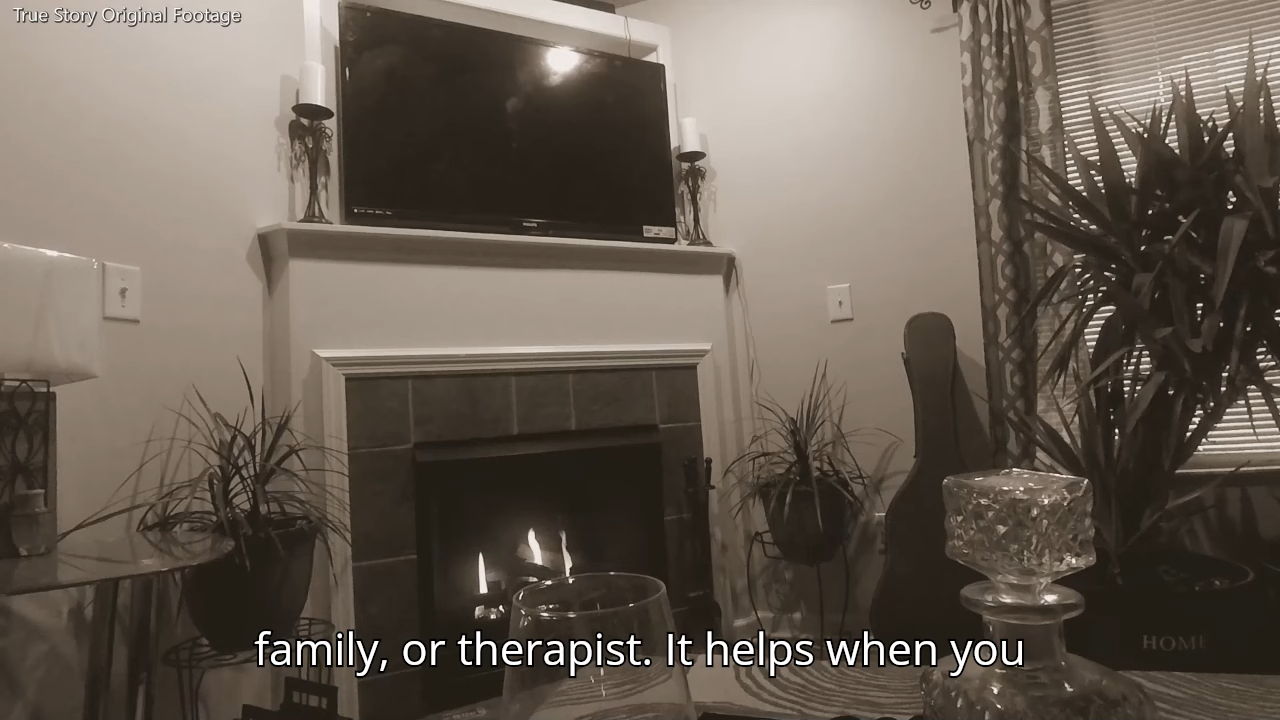 True Story Original Footage
HOME
family, or therapist. It helps when you